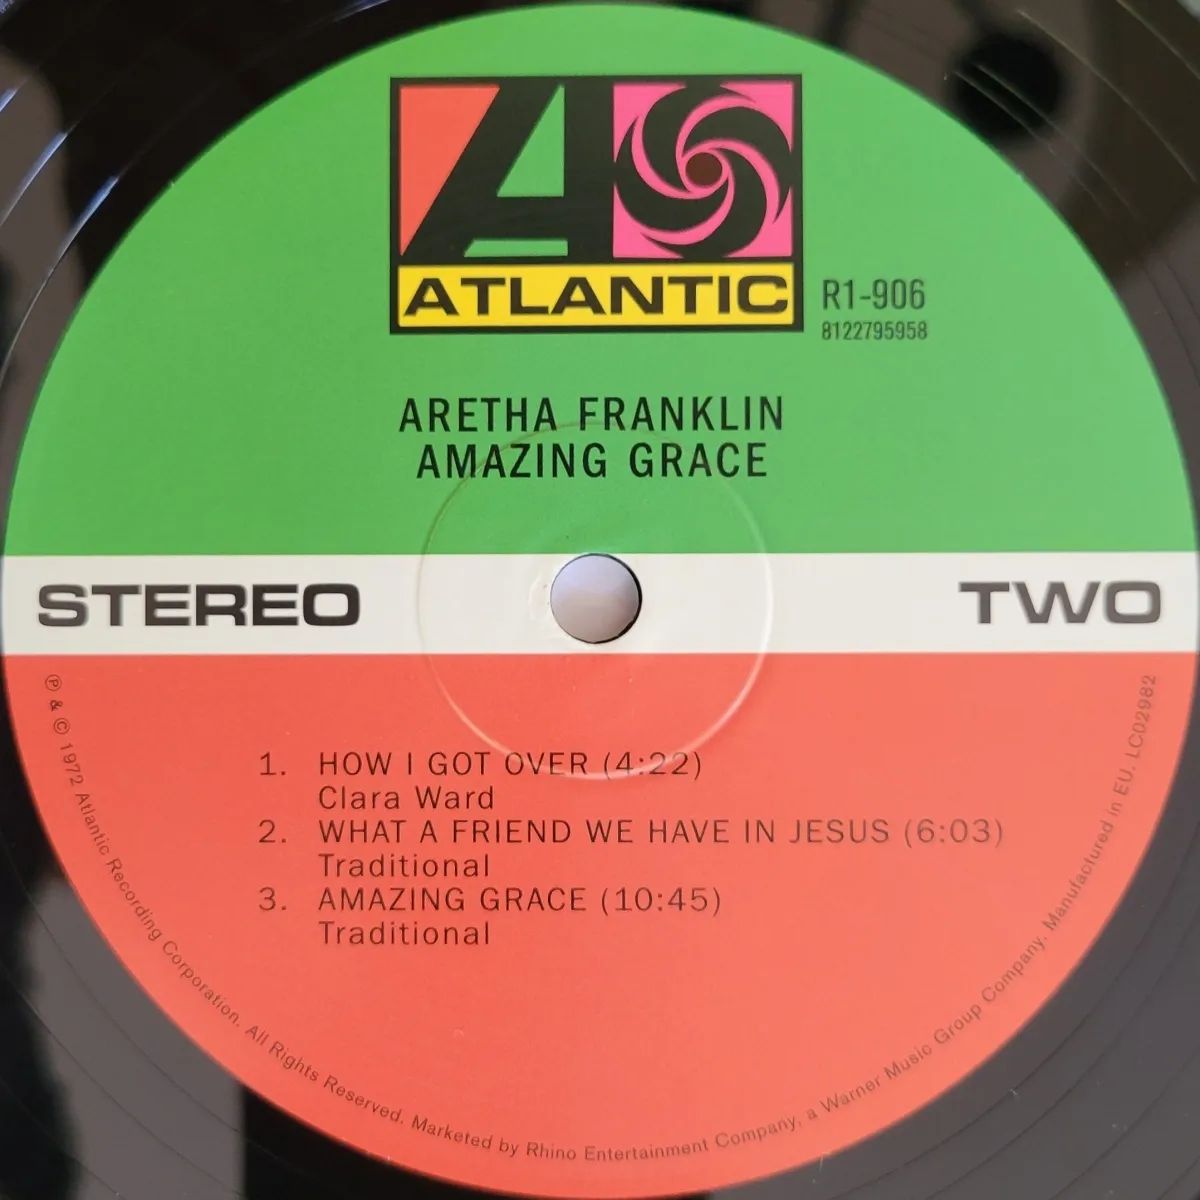 ATLANTIC
R1-906
8122795958
ARETHA FRANKLIN
AMAZING GRACE
STEREO
TWO
1. HOW I GOT OVER (4:22)
Clara Ward
2. WHAT A FRIEND WE HAVE IN JESUS (6:03)
Traditional
3. AMAZING GRACE (10:45)
Traditional
℗ & © 1972 Atlantic Recording Corporation. All Rights Reserved. Marketed by Rhino Entertainment Company, a Warner Music Group Company. Manufactured in EU. LC02982